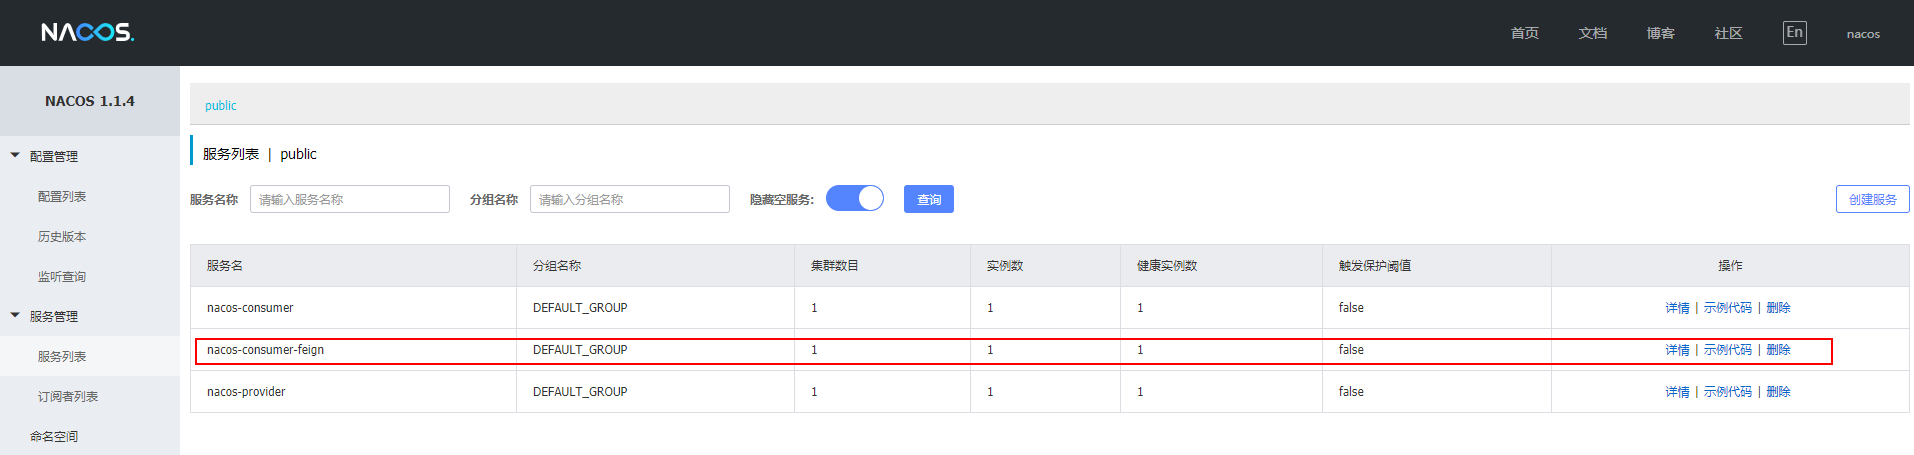 NACOS.
首页 文档 博客 社区 En nacos
NACOS 1.1.4
配置管理
配置列表
历史版本
监听查询
服务管理
服务列表
订阅者列表
命名空间
public
服务列表 | public
服务名称 请输入服务名称 分组名称 请输入分组名称 隐藏空服务: 查询 创建服务
服务名 分组名称 集群数目 实例数 健康实例数 触发保护阈值 操作
nacos-consumer DEFAULT_GROUP 1 1 1 false 详情 | 示例代码 | 删除
nacos-consumer-feign DEFAULT_GROUP 1 1 1 false 详情 | 示例代码 | 删除
nacos-provider DEFAULT_GROUP 1 1 1 false 详情 | 示例代码 | 删除